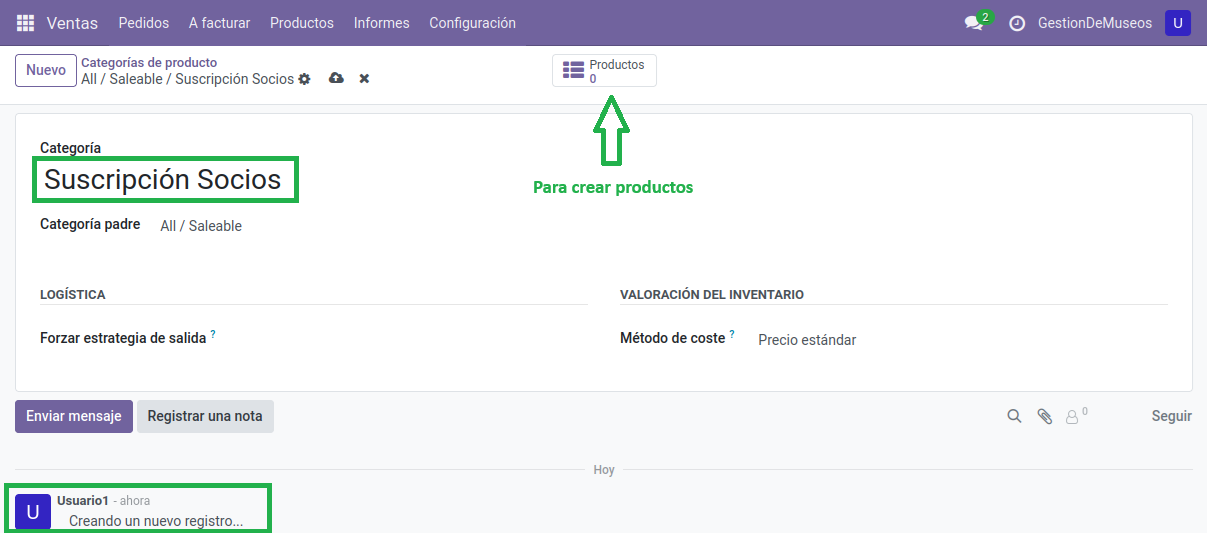 Ventas Pedidos A facturar Productos Informes Configuración 2 GestionDeMuseos U
Nuevo
Categorías de producto
All / Saleable / Suscripción Socios
Productos
0
Para crear productos
Categoría
Suscripción Socios
Categoría padre All / Saleable
LOGÍSTICA
Forzar estrategia de salida ?
VALORACIÓN DEL INVENTARIO
Método de coste ? Precio estándar
Enviar mensaje Registrar una nota 0 Seguir
Hoy
U
Usuario1 - ahora
Creando un nuevo registro...